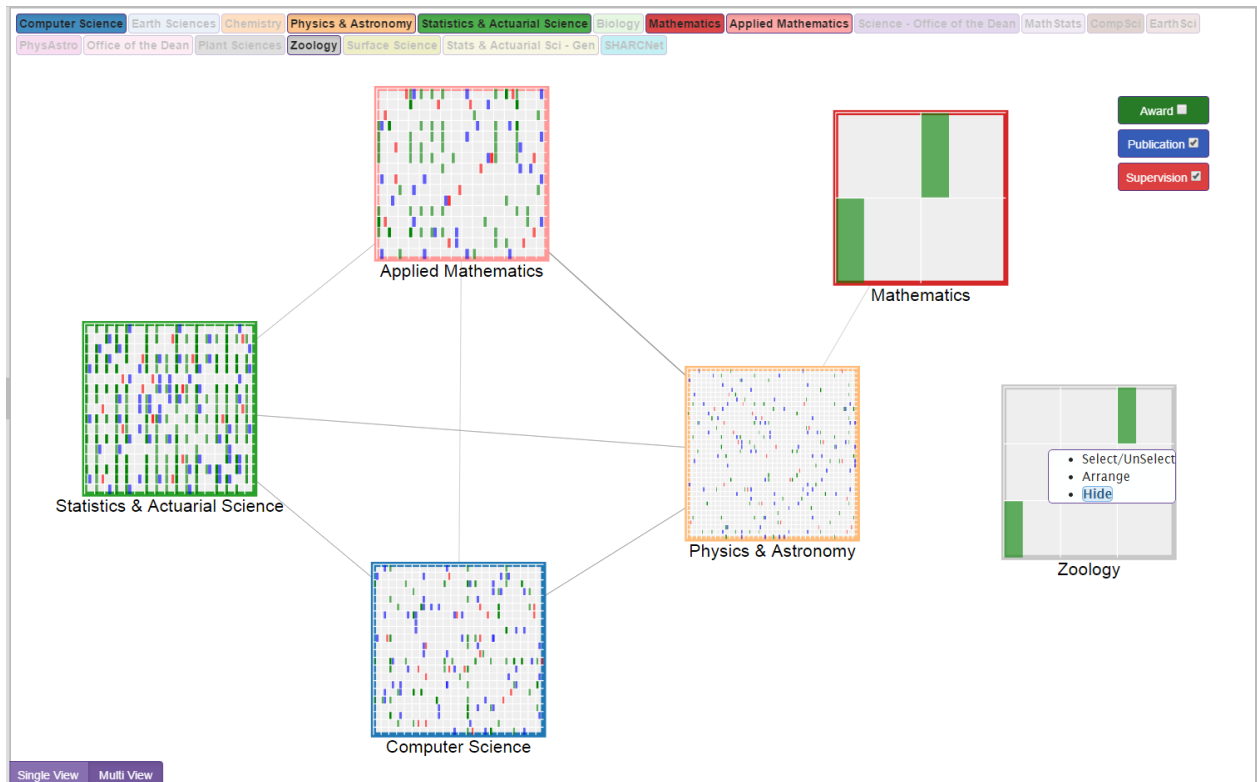 Computer Science Earth Sciences Chemistry Physics & Astronomy Statistics & Actuarial Science Biology Mathematics Applied Mathematics Science - Office of the Dean MathStats CompSci EarthSci
PhysAstro Office of the Dean Plant Sciences Zoology Surface Science Stats & Actuarial Sci - Gen SHARCNet
Award
Publication
Supervision
Applied Mathematics
Mathematics
Statistics & Actuarial Science
Physics & Astronomy
Select/UnSelect
Arrange
Hide
Zoology
Computer Science
Single View Multi View